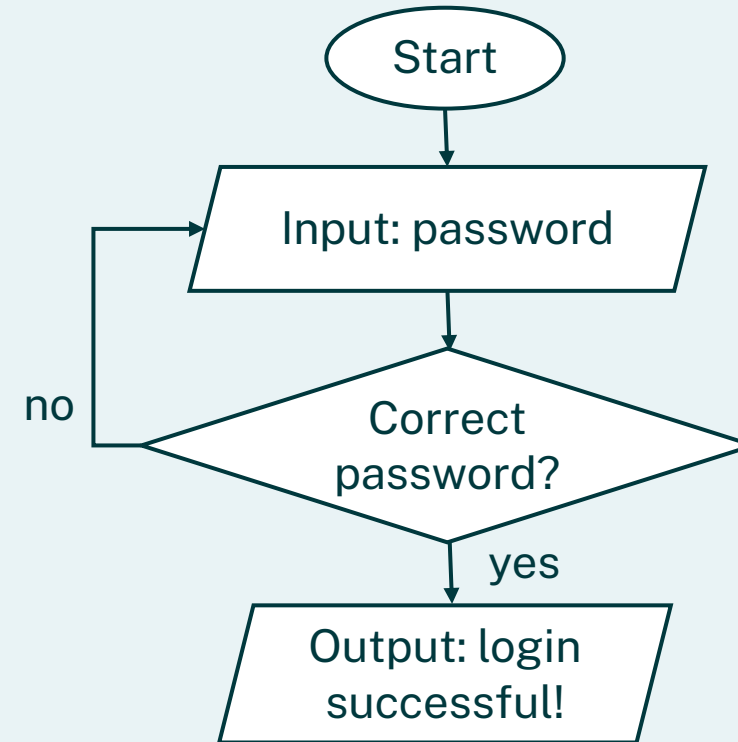 Start
Input: password
no
Correct
password?
yes
Output: login
successful!